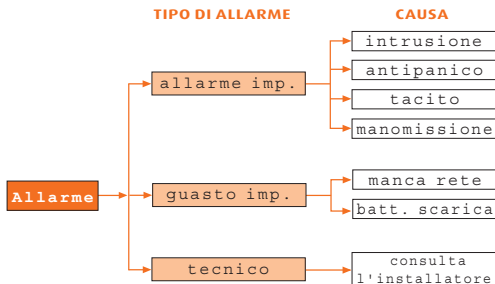 TIPO DI ALLARME
CAUSA
Allarme
allarme imp.
intrusione
antipanico
tacito
manomissione
guasto imp.
manca rete
batt. scarica
tecnico
consulta
l'installatore